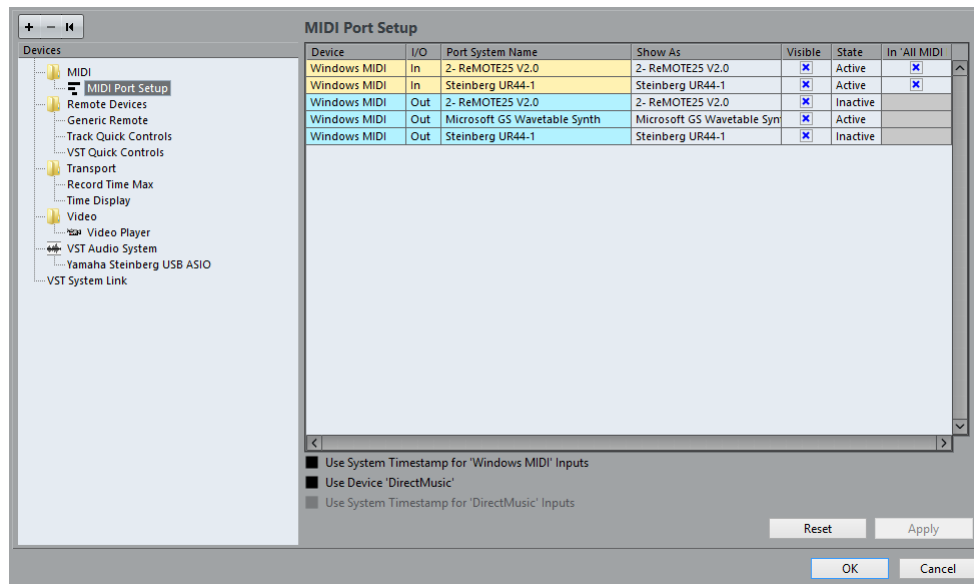 MIDI Port Setup
Devices
MIDI
MIDI Port Setup
Remote Devices
Generic Remote
Track Quick Controls
VST Quick Controls
Transport
Record Time Max
Time Display
Video
Video Player
VST Audio System
Yamaha Steinberg USB ASIO
VST System Link
Device I/O Port System Name Show As Visible State In 'All MIDI
Windows MIDI In 2- ReMOTE25 V2.0 2- ReMOTE25 V2.0 Active
Windows MIDI In Steinberg UR44-1 Steinberg UR44-1 Active
Windows MIDI Out 2- ReMOTE25 V2.0 2- ReMOTE25 V2.0 Inactive
Windows MIDI Out Microsoft GS Wavetable Synth Microsoft GS Wavetable Syn Active
Windows MIDI Out Steinberg UR44-1 Steinberg UR44-1 Inactive
Use System Timestamp for 'Windows MIDI' Inputs
Use Device 'DirectMusic'
Use System Timestamp for 'DirectMusic' Inputs
Reset Apply
OK Cancel